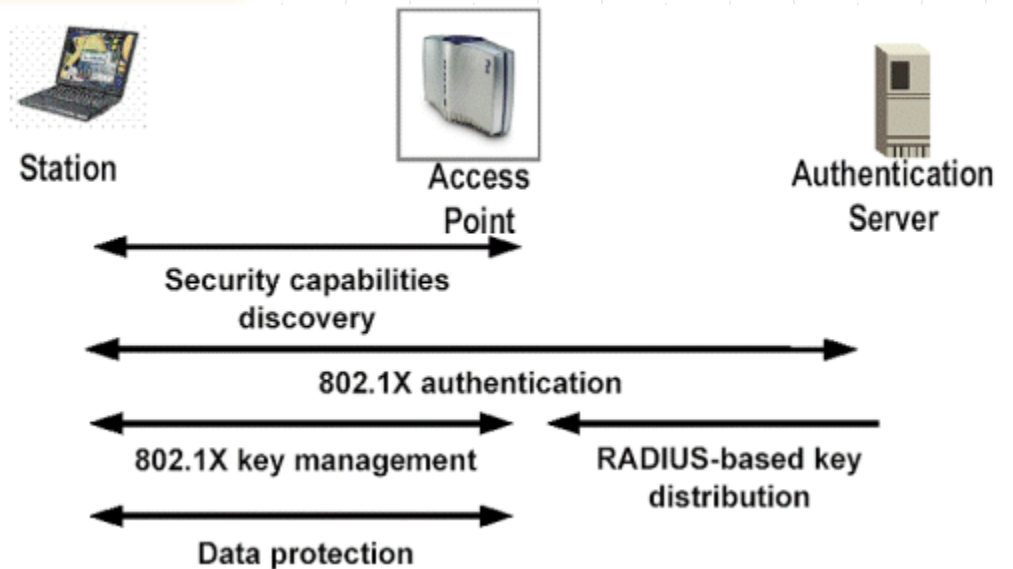 Station
Access
Point
Authentication
Server
Security capabilities
discovery
802.1X authentication
802.1X key management
RADIUS-based key
distribution
Data protection